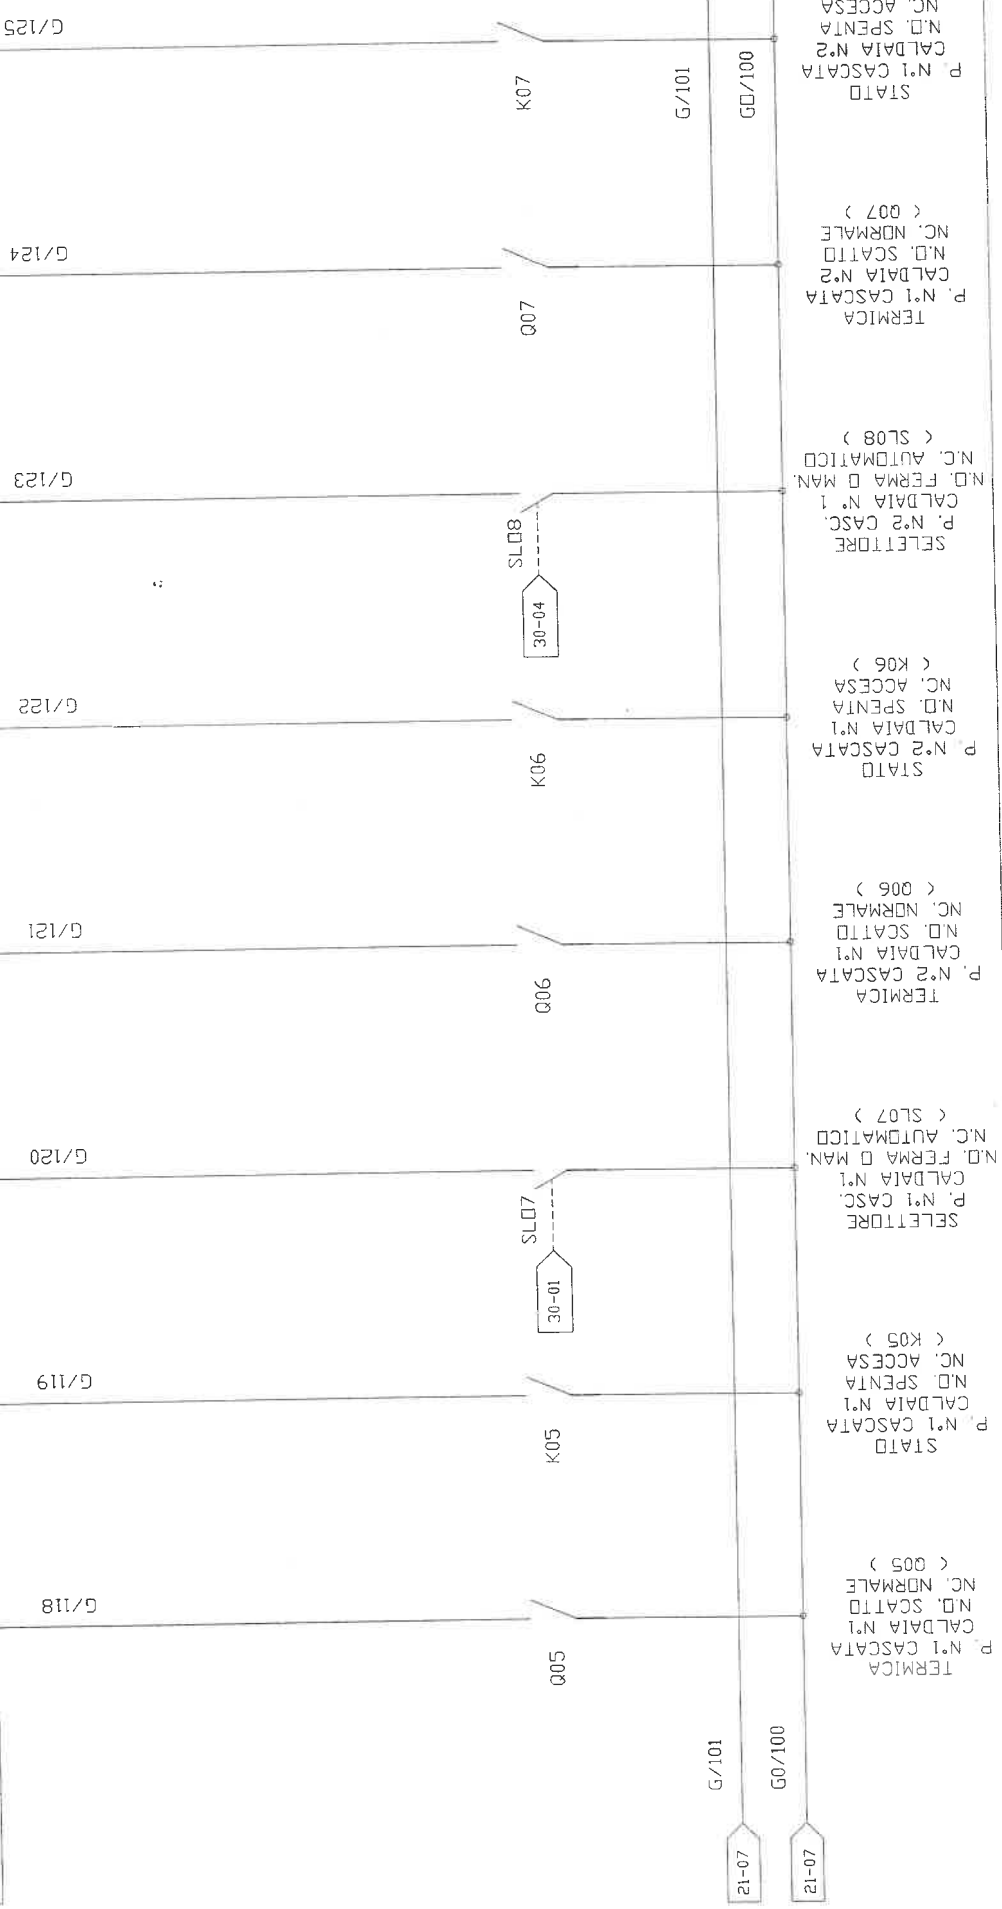 G/125
K07
G/101
G0/100
STATO
P. N°1 CASCATA
CALDAIA N°2
N.O. SPENTA
NC. ACCESA
G/124
Q07
TERMICA
P. N°1 CASCATA
CALDAIA N°2
N.O. SCATTO
NC. NORMALE
( Q07 )
G/123
SL08
30-04
SELETTORE
P. N°2 CASC.
CALDAIA N° 1
N.O. FERMA O MAN.
N.C. AUTOMATICO
( SL08 )
G/122
K06
STATO
P. N°2 CASCATA
CALDAIA N°1
N.O. SPENTA
NC. ACCESA
( K06 )
G/121
Q06
TERMICA
P. N°2 CASCATA
CALDAIA N°1
N.O. SCATTO
NC. NORMALE
( Q06 )
G/120
SL07
30-01
SELETTORE
P. N°1 CASC.
CALDAIA N°1
N.O. FERMA O MAN.
N.C. AUTOMATICO
( SL07 )
G/119
K05
STATO
P. N°1 CASCATA
CALDAIA N°1
N.O. SPENTA
NC. ACCESA
( K05 )
G/118
Q05
TERMICA
P. N°1 CASCATA
CALDAIA N°1
N.O. SCATTO
NC. NORMALE
( Q05 )
G/101
G0/100
21-07
21-07